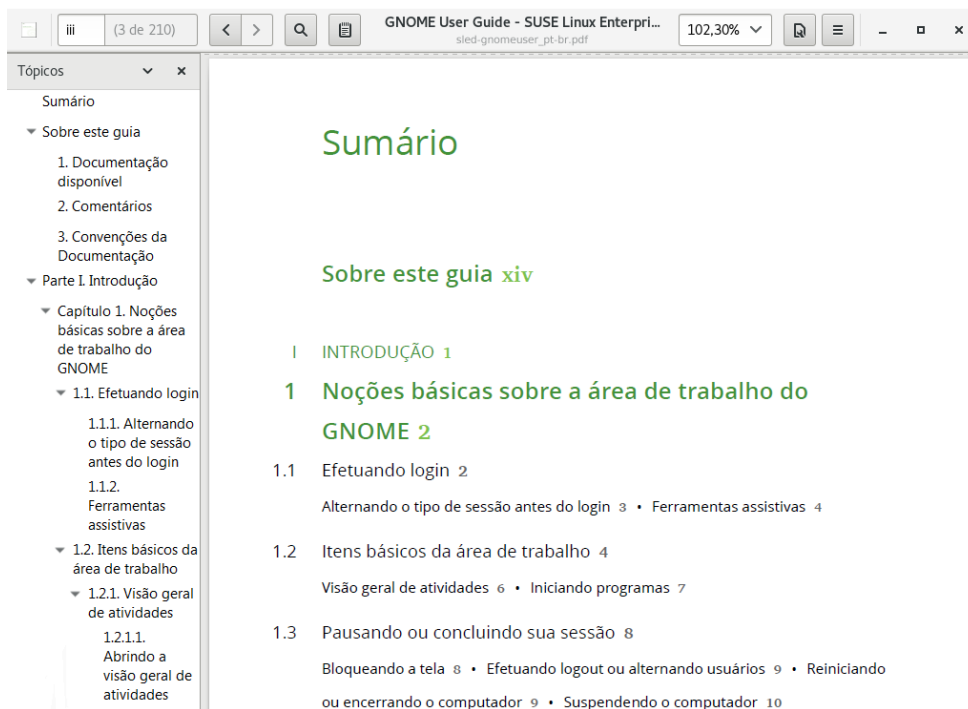 iii (3 de 210)
GNOME User Guide - SUSE Linux Enterpri...
sled-gnomeuser_pt-br.pdf
102,30%
Tópicos
Sumário
Sobre este guia
1. Documentação
disponível
2. Comentários
3. Convenções da
Documentação
Parte I. Introdução
Capítulo 1. Noções
básicas sobre a área
de trabalho do
GNOME
1.1. Efetuando login
1.1.1. Alternando
o tipo de sessão
antes do login
1.1.2.
Ferramentas
assistivas
1.2. Itens básicos da
área de trabalho
1.2.1. Visão geral
de atividades
1.2.1.1.
Abrindo a
visão geral de
atividades
Sumário
Sobre este guia xiv
I INTRODUÇÃO 1
1 Noções básicas sobre a área de trabalho do
GNOME 2
1.1 Efetuando login 2
Alternando o tipo de sessão antes do login 3 • Ferramentas assistivas 4
1.2 Itens básicos da área de trabalho 4
Visão geral de atividades 6 • Iniciando programas 7
1.3 Pausando ou concluindo sua sessão 8
Bloqueando a tela 8 • Efetuando logout ou alternando usuários 9 • Reiniciando
ou encerrando o computador 9 • Suspendendo o computador 10